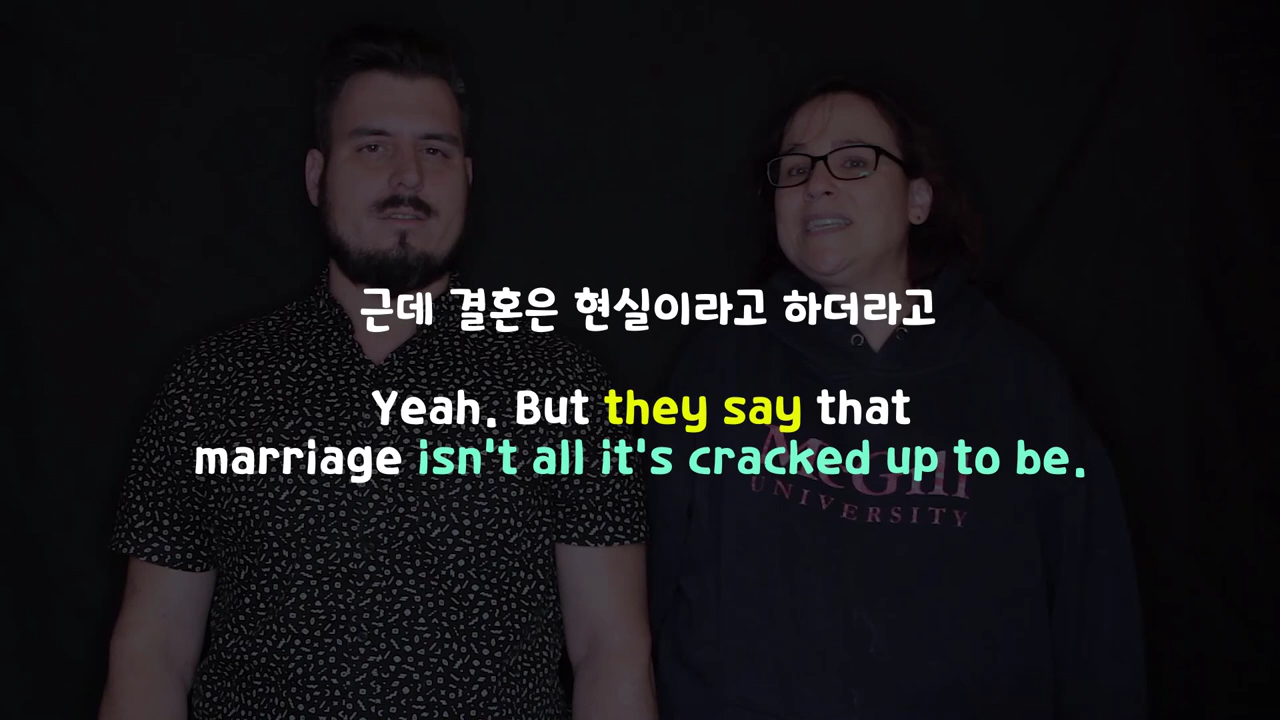 근데 결혼은 현실이라고 하더라고
Yeah. But they say that
marriage isn't all it's cracked up to be.
McGill
UNIVERSITY